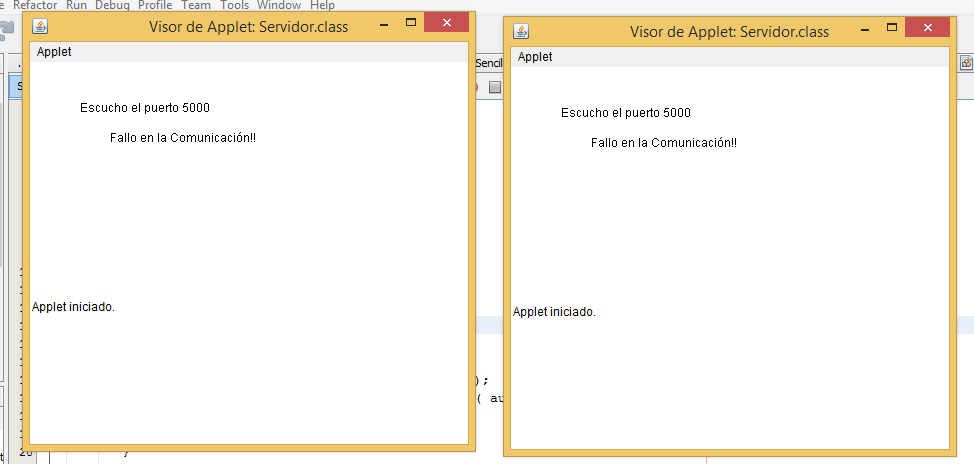 Refactor Run Debug Profile Team Tools Window Help
Visor de Applet: Servidor.class
Applet
Escucho el puerto 5000
Fallo en la Comunicación!!
Applet iniciado.
Visor de Applet: Servidor.class
Applet
Escucho el puerto 5000
Fallo en la Comunicación!!
Applet iniciado.
Sencil
);
( au
}